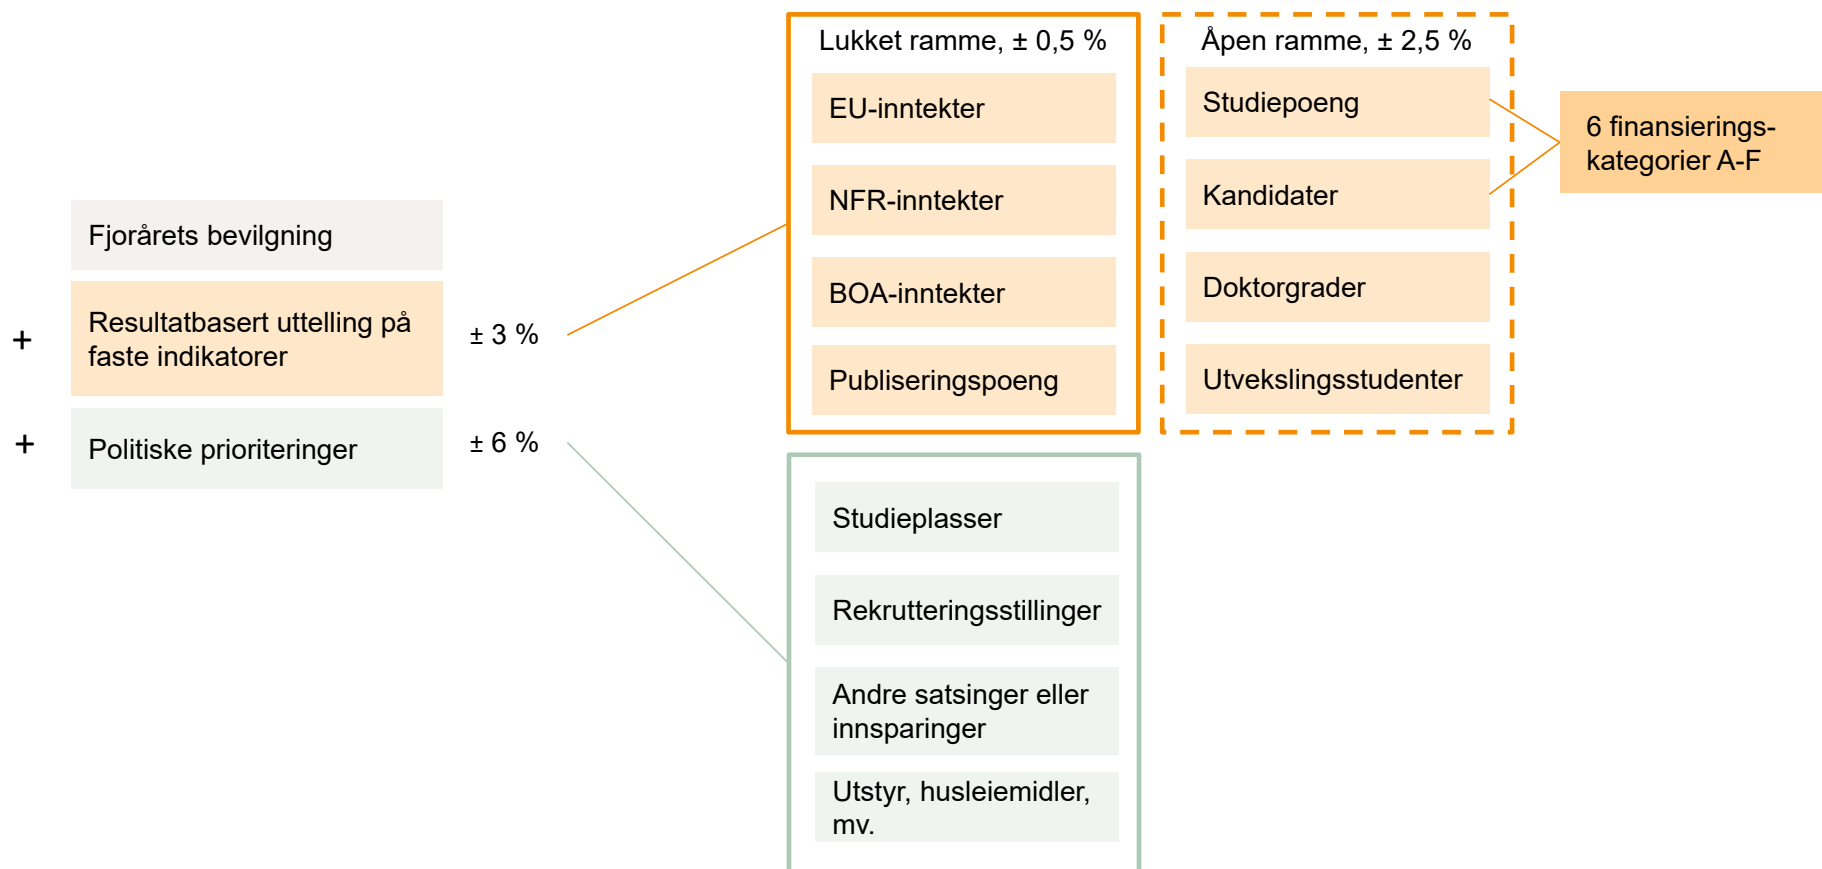 Fjorårets bevilgning
+
Resultatbasert uttelling på
faste indikatorer
± 3 %
+
Politiske prioriteringer
± 6 %
Lukket ramme, ± 0,5 %
EU-inntekter
NFR-inntekter
BOA-inntekter
Publiseringspoeng
Åpen ramme, ± 2,5 %
Studiepoeng
Kandidater
Doktorgrader
Utvekslingsstudenter
6 finansierings-
kategorier A-F
Studieplasser
Rekrutteringsstillinger
Andre satsinger eller
innsparinger
Utstyr, husleiemidler,
mv.